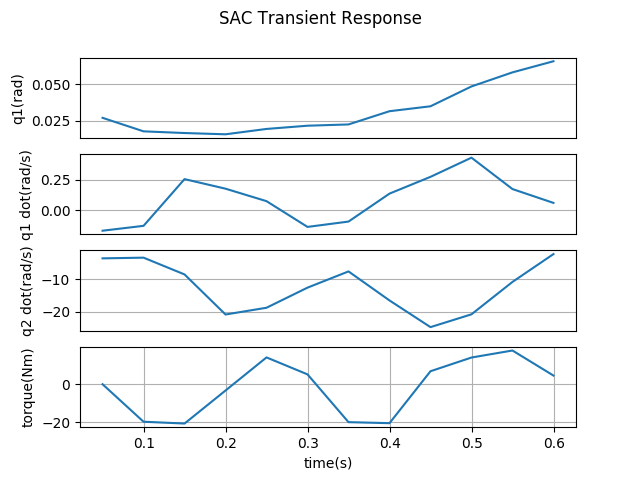 SAC Transient Response
q1(rad)
0.050
0.025
q1 dot(rad/s)
0.25
0.00
q2 dot(rad/s)
−10
−20
torque(Nm)
0
−20
0.1 0.2 0.3 0.4 0.5 0.6
time(s)